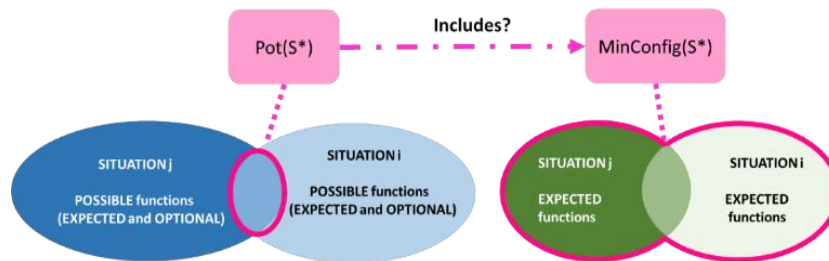 Includes?
Pot(S*)
MinConfig(S*)
SITUATION j
POSSIBLE functions
(EXPECTED and OPTIONAL)
SITUATION i
POSSIBLE functions
(EXPECTED and OPTIONAL)
SITUATION j
EXPECTED
functions
SITUATION i
EXPECTED
functions